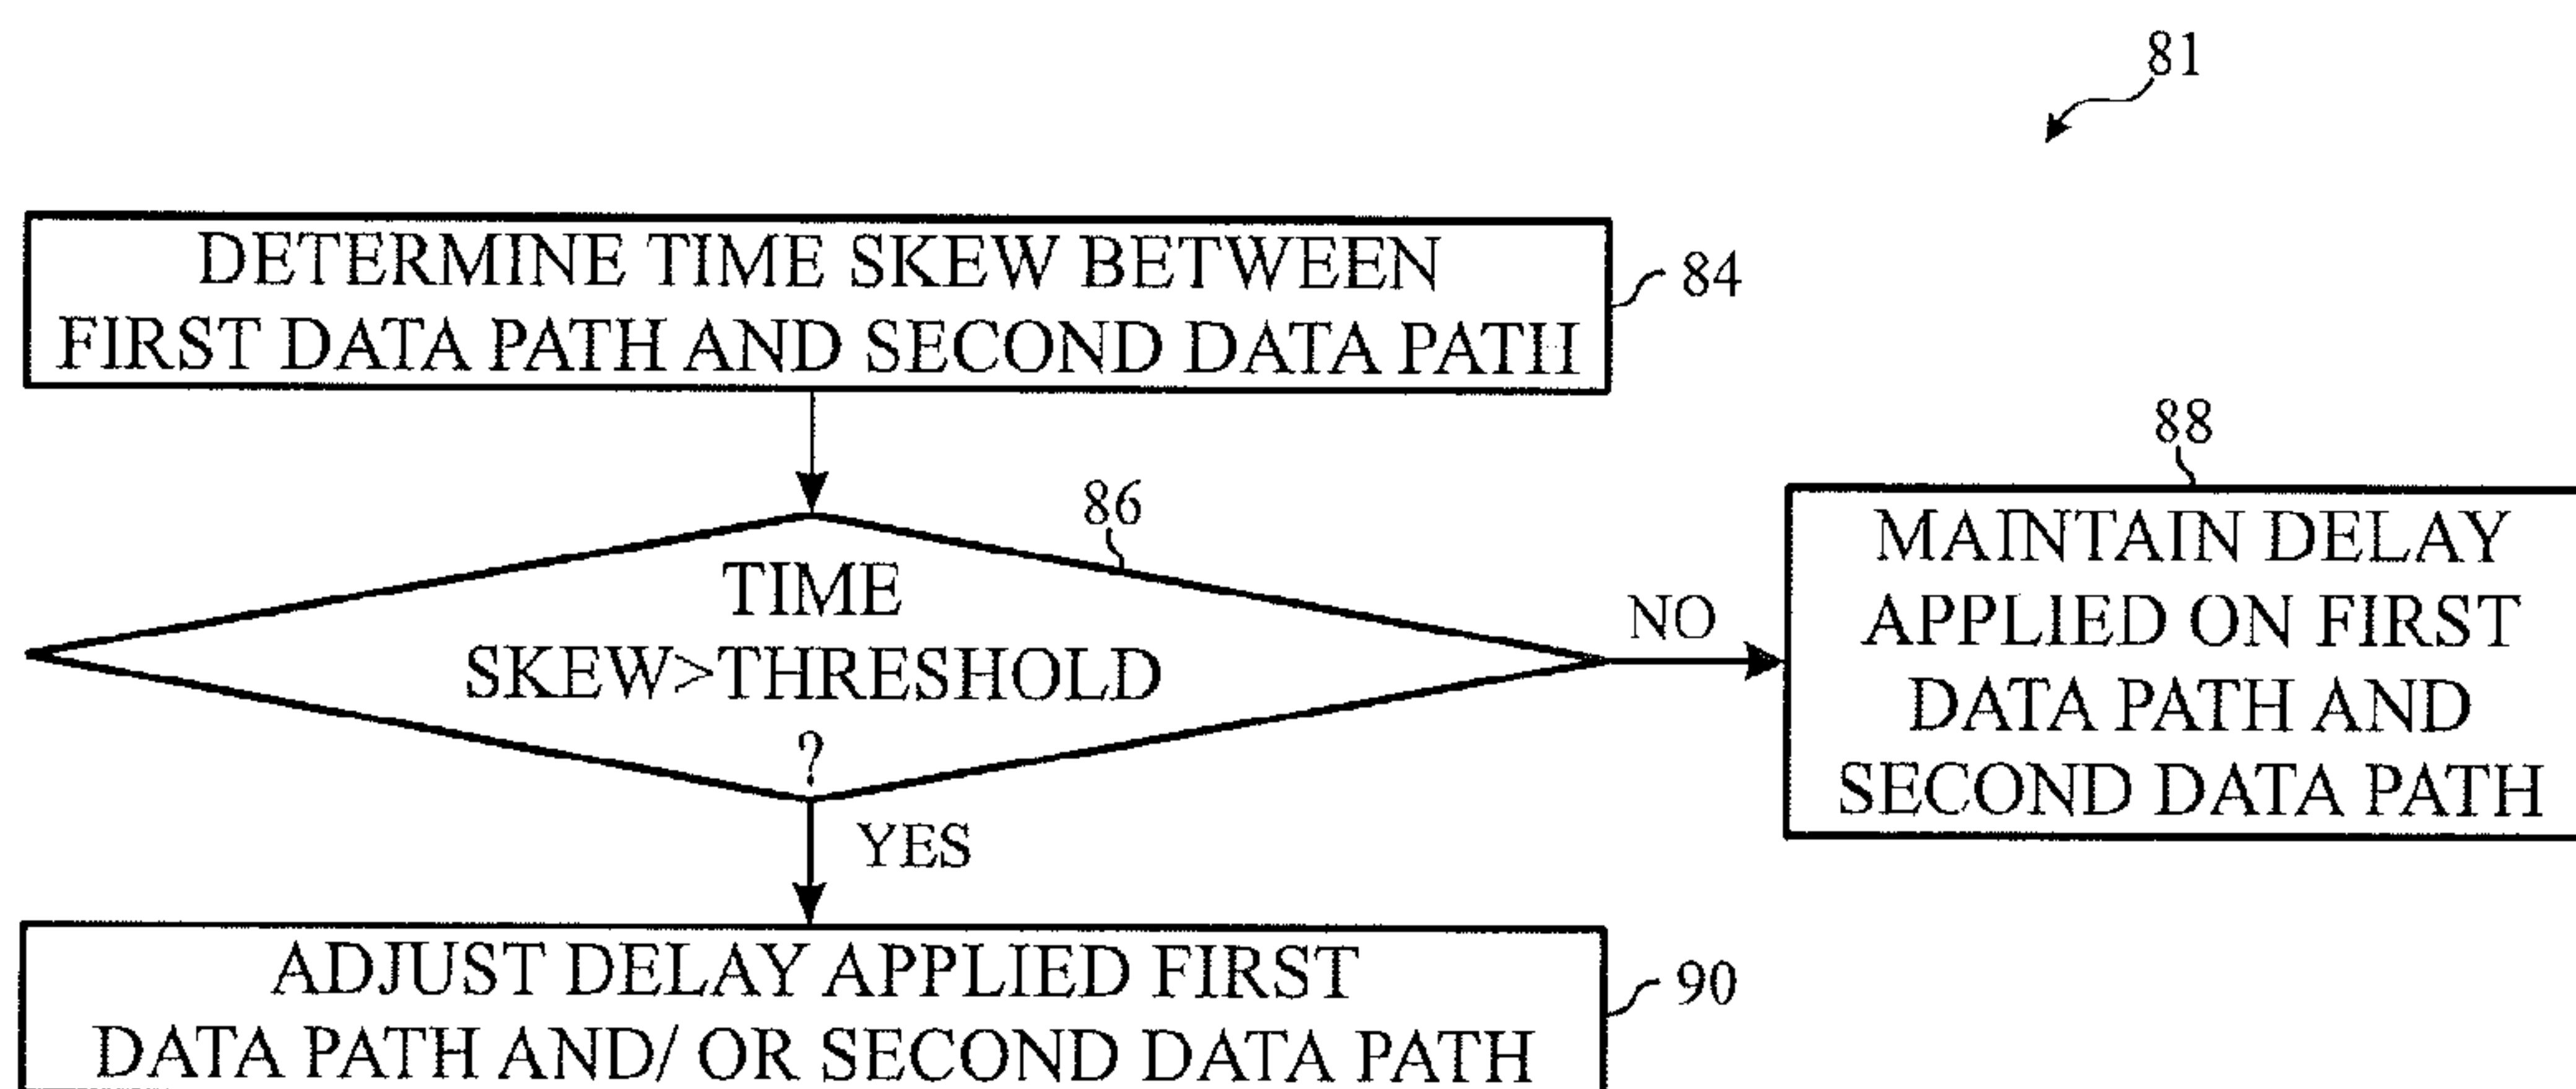 81
DETERMINE TIME SKEW BETWEEN
FIRST DATA PATH AND SECOND DATA PATH
84
86
TIME
SKEW>THRESHOLD
?
NO
88
MAINTAIN DELAY
APPLIED ON FIRST
DATA PATH AND
SECOND DATA PATH
YES
ADJUST DELAY APPLIED FIRST
DATA PATH AND/ OR SECOND DATA PATH
90